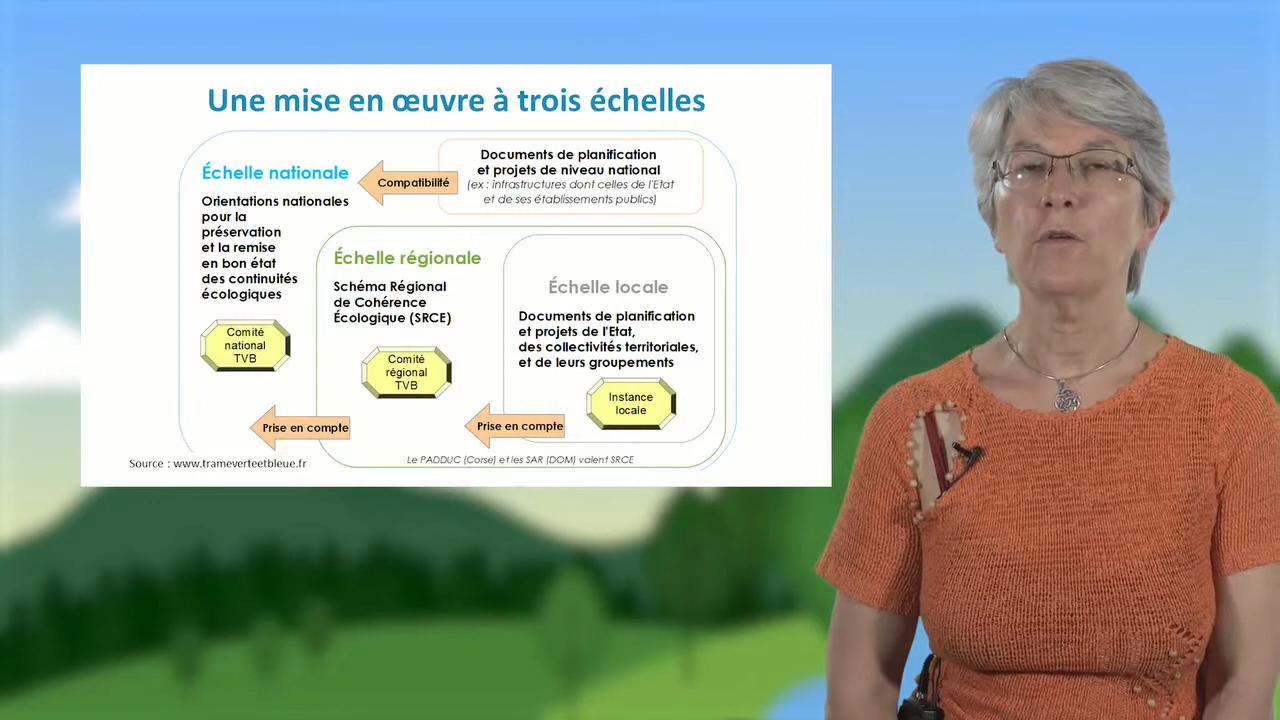 Une mise en œuvre à trois échelles
Échelle nationale
Orientations nationales
pour la
préservation
et la remise
en bon état
des continuités
écologiques
Comité
national
TVB
Compatibilité
Documents de planification
et projets de niveau national
(ex : infrastructures dont celles de l'Etat
et de ses établissements publics)
Échelle régionale
Schéma Régional
de Cohérence
Écologique (SRCE)
Comité
régional
TVB
Échelle locale
Documents de planification
et projets de l'Etat,
des collectivités territoriales,
et de leurs groupements
Instance
locale
Prise en compte
Prise en compte
Source : www.trameverteetbleue.fr
Le PADDUC (Corse) et les SAR (DOM) valent SRCE